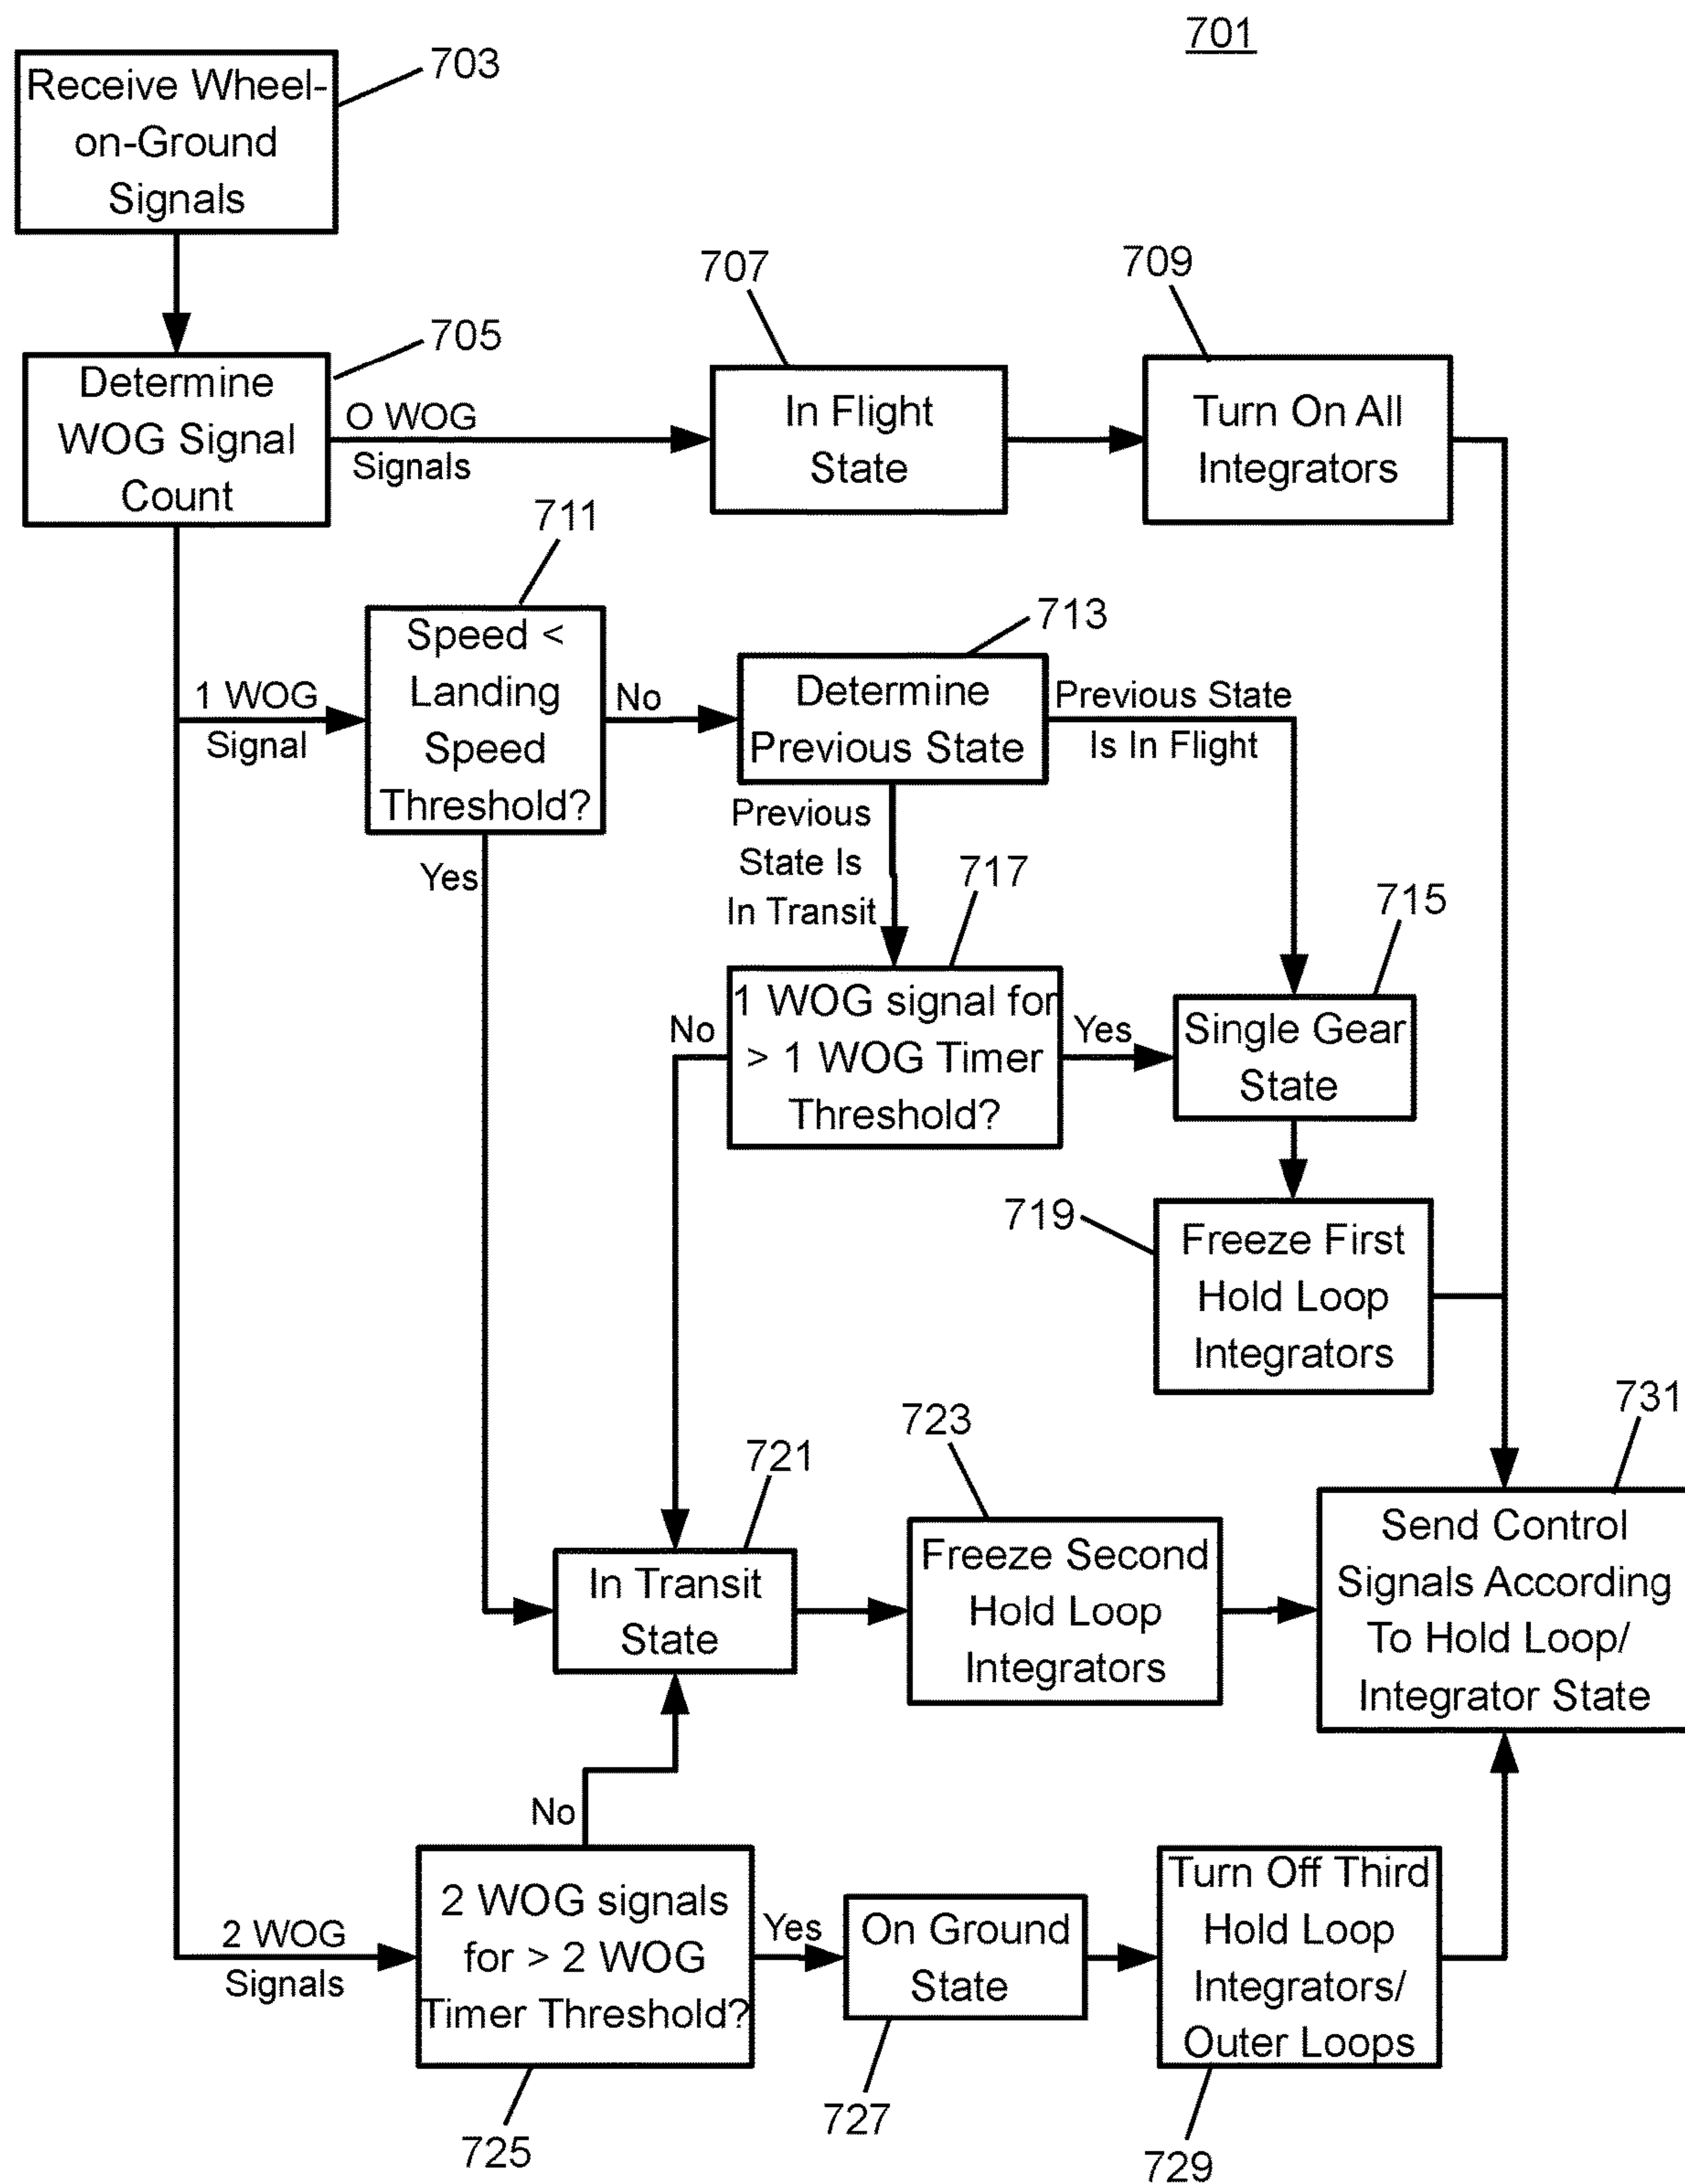 701
703
Receive Wheel-
on-Ground
Signals
705
Determine
WOG Signal
Count
O WOG
Signals
707
In Flight
State
709
Turn On All
Integrators
711
Speed <
Landing
Speed
Threshold?
1 WOG
Signal
No
Yes
713
Determine
Previous State
Previous State
Is In Flight
Previous
State Is
In Transit
717
1 WOG signal for
> 1 WOG Timer
Threshold?
No
Yes
715
Single Gear
State
719
Freeze First
Hold Loop
Integrators
721
In Transit
State
723
Freeze Second
Hold Loop
Integrators
731
Send Control
Signals According
To Hold Loop/
Integrator State
2 WOG
Signals
No
2 WOG signals
for > 2 WOG
Timer Threshold?
725
Yes
On Ground
State
727
Turn Off Third
Hold Loop
Integrators/
Outer Loops
729